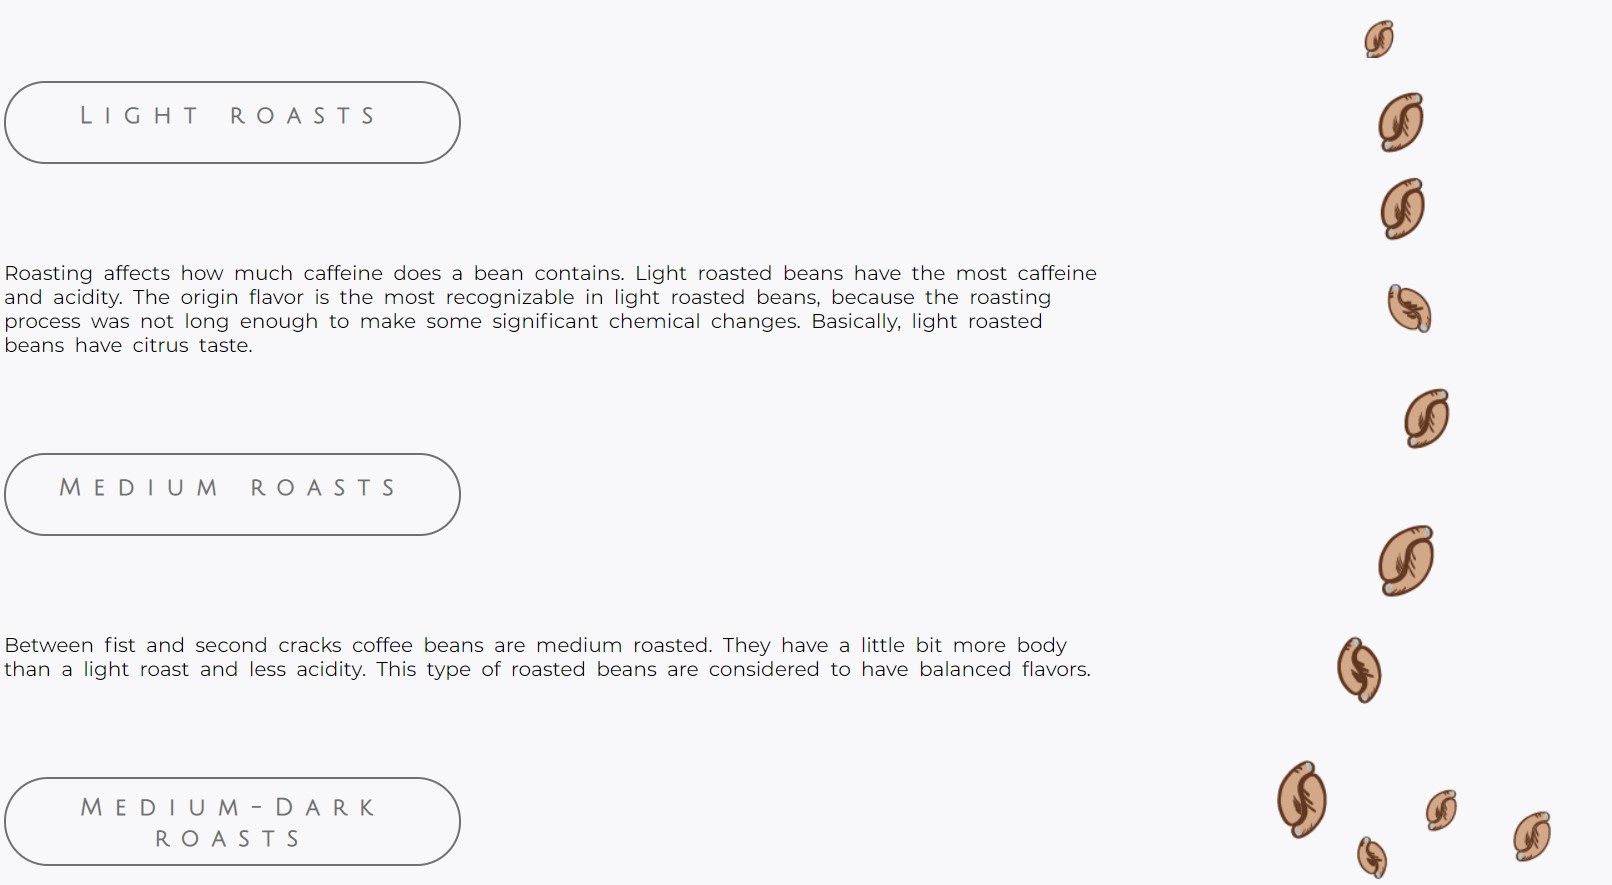 Light roasts
Roasting affects how much caffeine does a bean contains. Light roasted beans have the most caffeine
and acidity. The origin flavor is the most recognizable in light roasted beans, because the roasting
process was not long enough to make some significant chemical changes. Basically, light roasted
beans have citrus taste.
Medium roasts
Between fist and second cracks coffee beans are medium roasted. They have a little bit more body
than a light roast and less acidity. This type of roasted beans are considered to have balanced flavors.
Medium-Dark
roasts